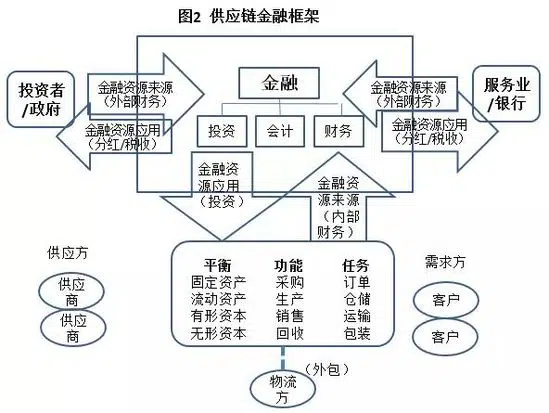 图2 供应链金融框架
投资者
/政府
金融资源来源
（外部财务）
金融资源应用
（分红/税收）
金融
投资
会计
财务
金融资源来源
（外部财务）
金融资源应用
（分红/税收）
服务业
/银行
金融资
源应用
（投资）
金融资
源来源
（内部
财务）
供应方
供应
商
供应
商
平衡 功能 任务
固定资产 采购 订单
流动资产 生产 仓储
有形资本 销售 运输
无形资本 回收 包装
需求方
客户
客户
（外包）
物流
方